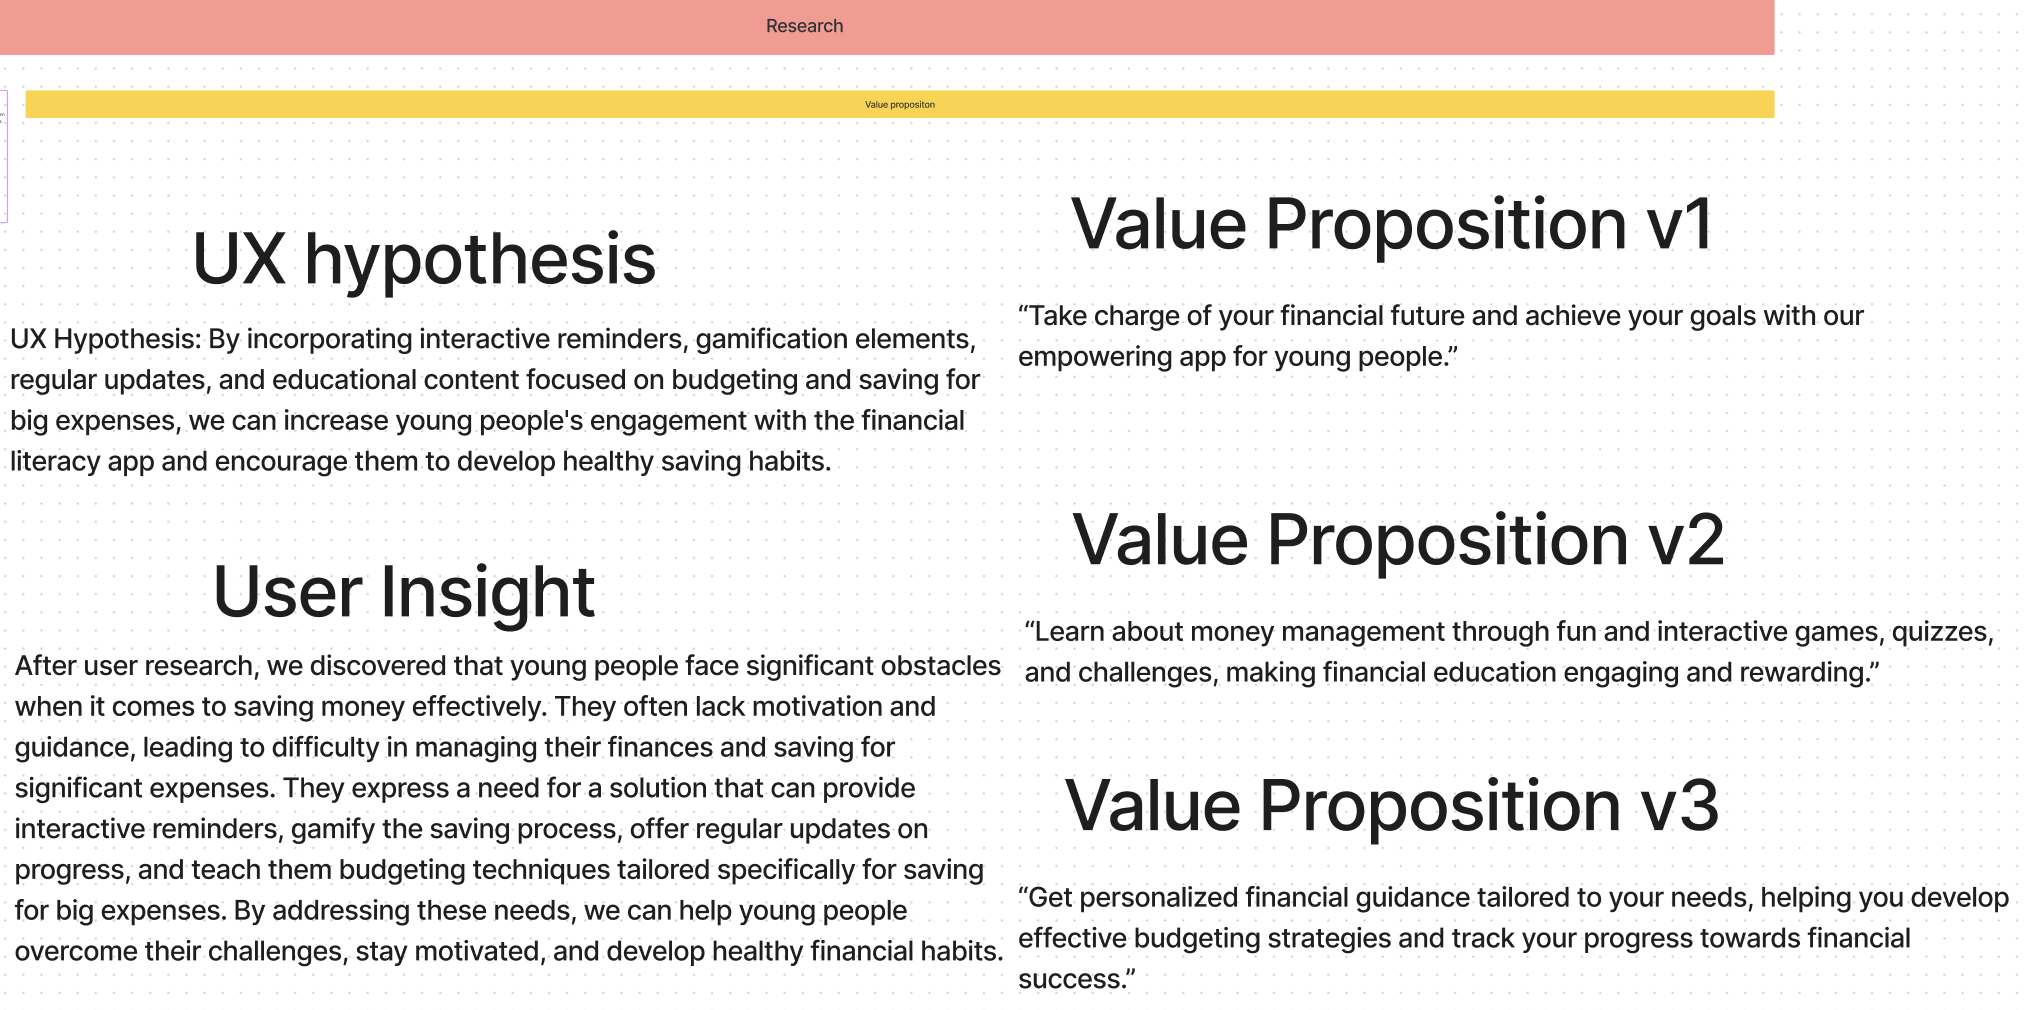 Research
Value propositon
UX hypothesis
UX Hypothesis: By incorporating interactive reminders, gamification elements,
regular updates, and educational content focused on budgeting and saving for
big expenses, we can increase young people's engagement with the financial
literacy app and encourage them to develop healthy saving habits.
User Insight
After user research, we discovered that young people face significant obstacles
when it comes to saving money effectively. They often lack motivation and
guidance, leading to difficulty in managing their finances and saving for
significant expenses. They express a need for a solution that can provide
interactive reminders, gamify the saving process, offer regular updates on
progress, and teach them budgeting techniques tailored specifically for saving
for big expenses. By addressing these needs, we can help young people
overcome their challenges, stay motivated, and develop healthy financial habits.
Value Proposition v1
“Take charge of your financial future and achieve your goals with our
empowering app for young people.”
Value Proposition v2
“Learn about money management through fun and interactive games, quizzes,
and challenges, making financial education engaging and rewarding.”
Value Proposition v3
“Get personalized financial guidance tailored to your needs, helping you develop
effective budgeting strategies and track your progress towards financial
success.”